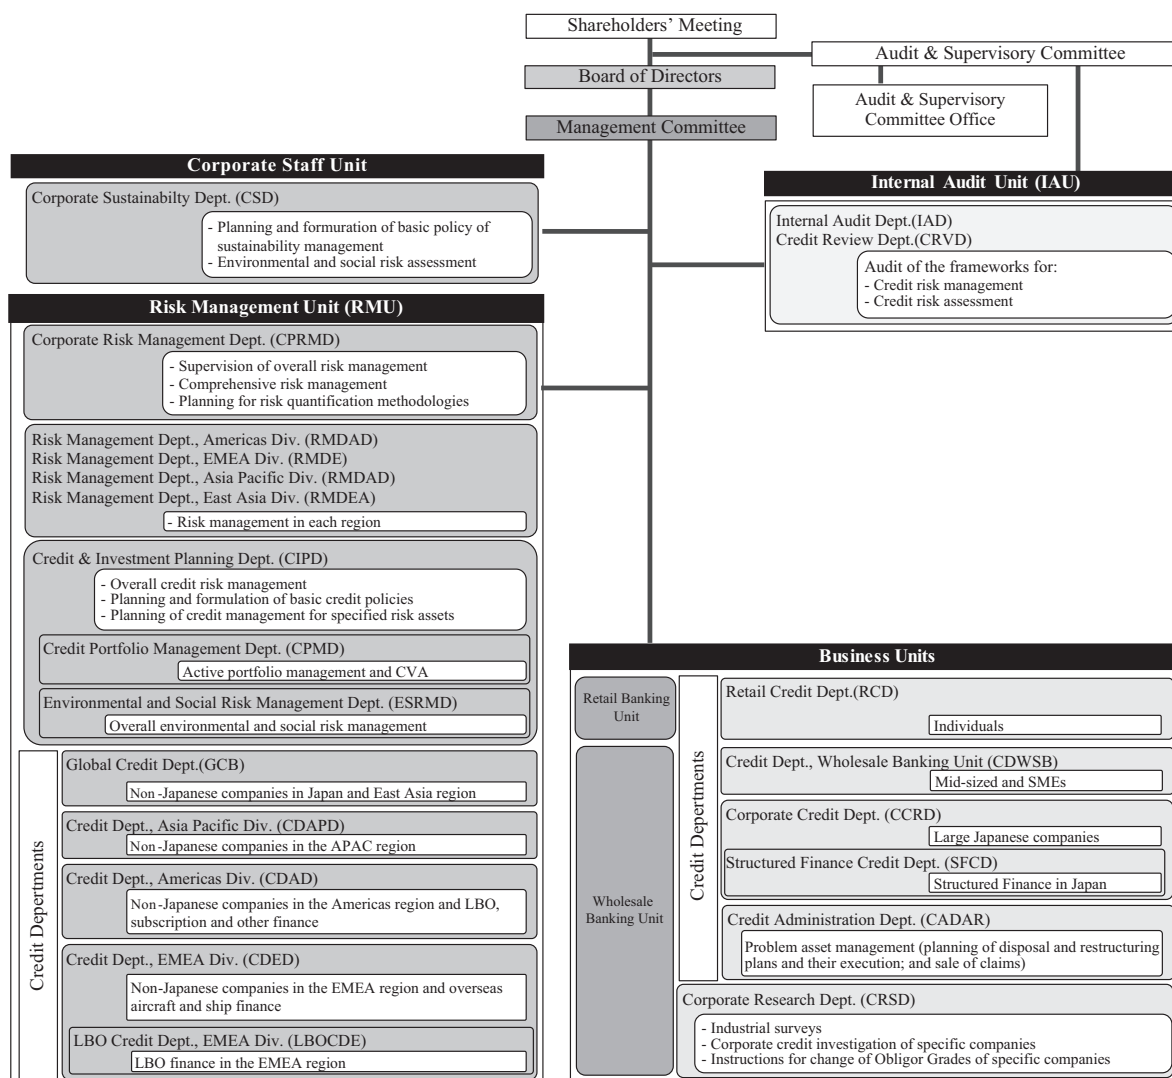 Shareholders' Meeting
Audit & Supervisory Committee
Board of Directors
Audit & Supervisory
Committee Office
Management Committee
Corporate Staff Unit
Corporate Sustainabilty Dept. (CSD)
- Planning and formuration of basic policy of
sustainability management
- Environmental and social risk assessment
Internal Audit Unit (IAU)
Internal Audit Dept.(IAD)
Credit Review Dept.(CRVD)
Audit of the frameworks for:
- Credit risk management
- Credit risk assessment
Risk Management Unit (RMU)
Corporate Risk Management Dept. (CPRMD)
- Supervision of overall risk management
- Comprehensive risk management
- Planning for risk quantification methodologies
Risk Management Dept., Americas Div. (RMDAD)
Risk Management Dept., EMEA Div. (RMDE)
Risk Management Dept., Asia Pacific Div. (RMDAD)
Risk Management Dept., East Asia Div. (RMDEA)
- Risk management in each region
Credit & Investment Planning Dept. (CIPD)
- Overall credit risk management
- Planning and formulation of basic credit policies
- Planning of credit management for specified risk assets
Credit Portfolio Management Dept. (CPMD)
Active portfolio management and CVA
Environmental and Social Risk Management Dept. (ESRMD)
Overall environmental and social risk management
Credit Depertments
Global Credit Dept.(GCB)
Non-Japanese companies in Japan and East Asia region
Credit Dept., Asia Pacific Div. (CDAPD)
Non-Japanese companies in the APAC region
Credit Dept., Americas Div. (CDAD)
Non-Japanese companies in the Americas region and LBO,
subscription and other finance
Credit Dept., EMEA Div. (CDED)
Non-Japanese companies in the EMEA region and overseas
aircraft and ship finance
LBO Credit Dept., EMEA Div. (LBOCDE)
LBO finance in the EMEA region
Business Units
Retail Banking
Unit
Wholesale
Banking Unit
Credit Depertments
Retail Credit Dept.(RCD)
Individuals
Credit Dept., Wholesale Banking Unit (CDWSB)
Mid-sized and SMEs
Corporate Credit Dept. (CCRD)
Large Japanese companies
Structured Finance Credit Dept. (SFCD)
Structured Finance in Japan
Credit Administration Dept. (CADAR)
Problem asset management (planning of disposal and restructuring
plans and their execution; and sale of claims)
Corporate Research Dept. (CRSD)
- Industrial surveys
- Corporate credit investigation of specific companies
- Instructions for change of Obligor Grades of specific companies